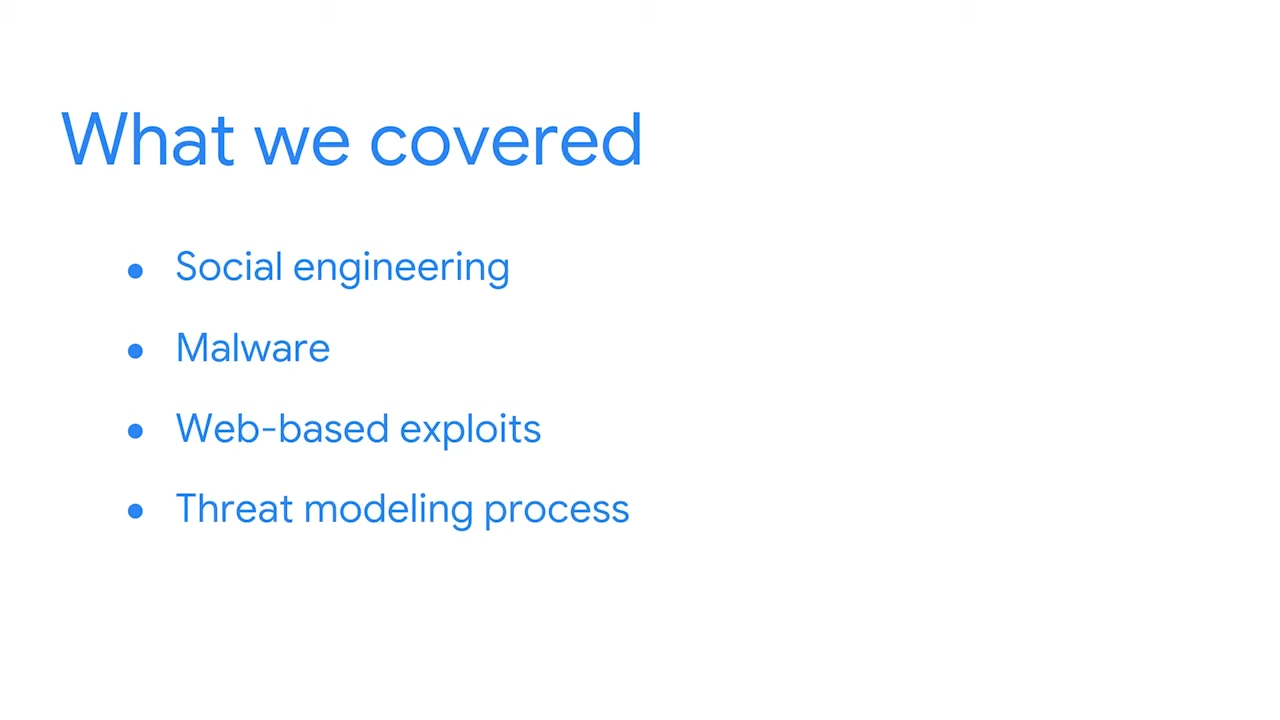 What we covered
● Social engineering
● Malware
● Web-based exploits
● Threat modeling process